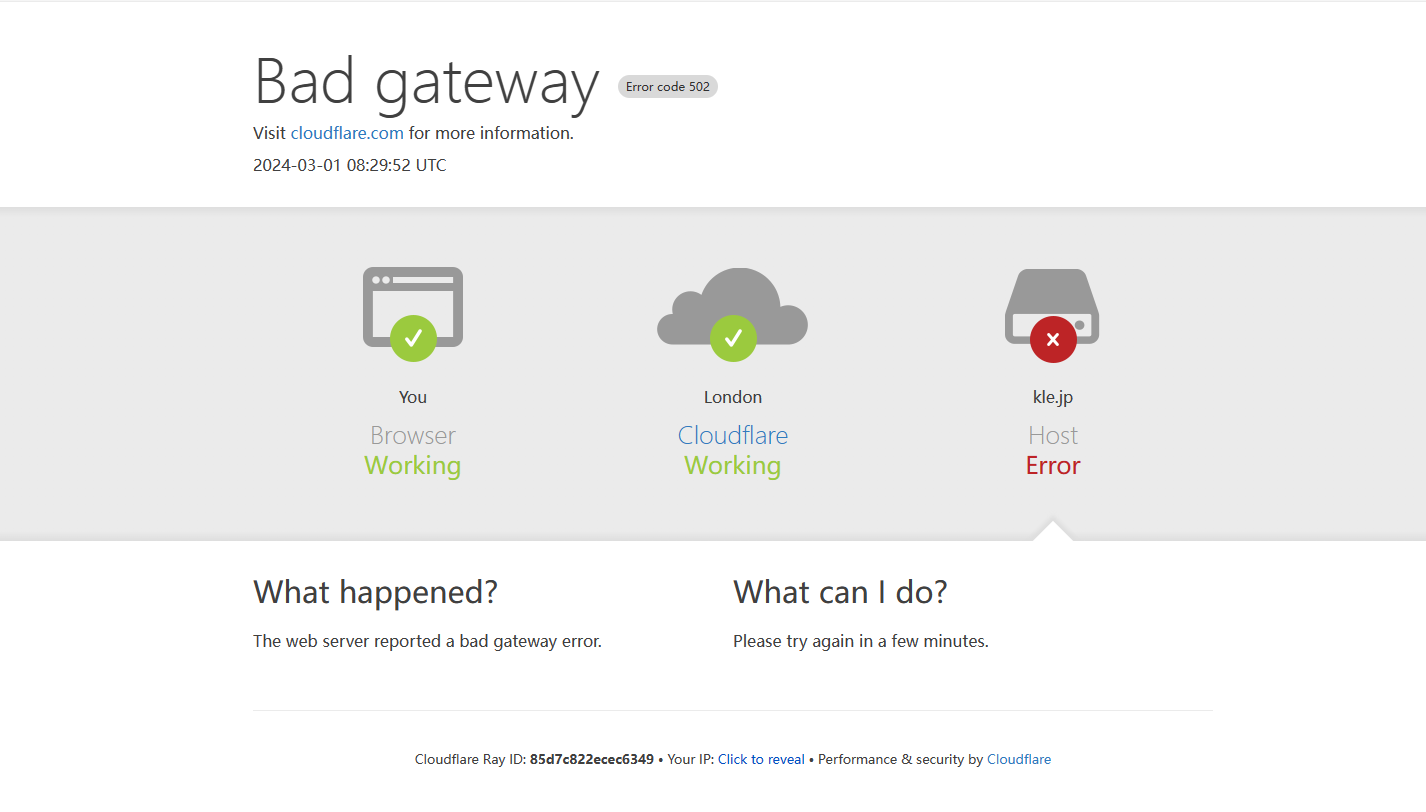 Bad gateway Error code 502
Visit cloudflare.com for more information.
2024-03-01 08:29:52 UTC
You
Browser
Working
London
Cloudflare
Working
kle.jp
Host
Error
What happened?
The web server reported a bad gateway error.
What can I do?
Please try again in a few minutes.
Cloudflare Ray ID: 85d7c822ecec6349 • Your IP: Click to reveal • Performance & security by Cloudflare